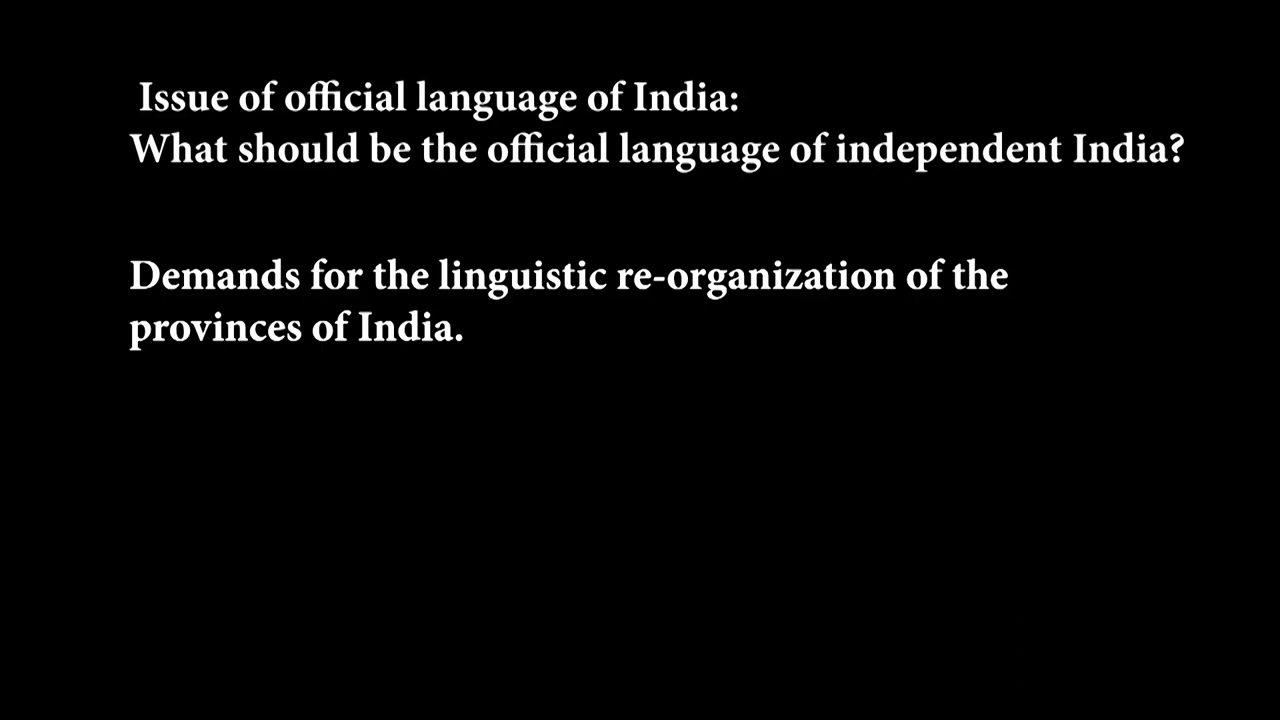 Issue of official language of India:
What should be the official language of independent India?
Demands for the linguistic re-organization of the
provinces of India.